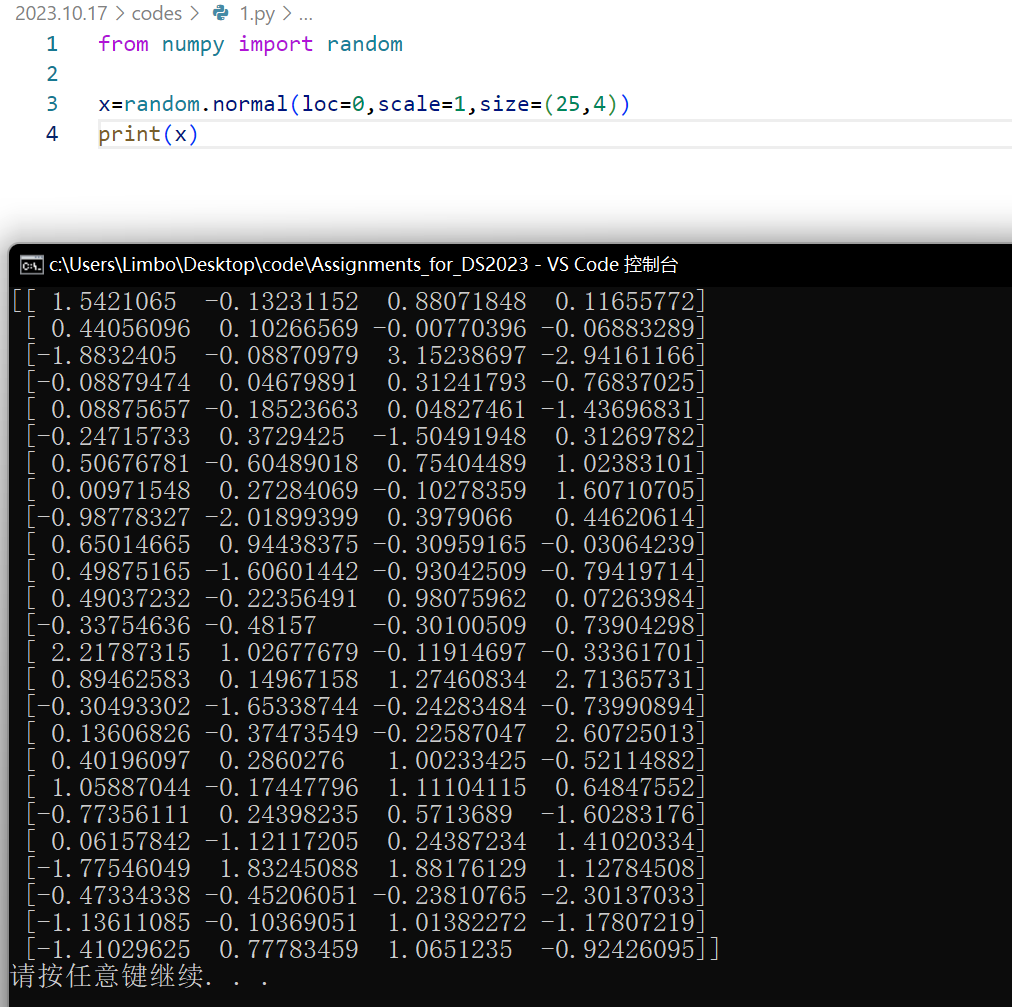 2023.10.17 > codes > 1.py > ...
1 from numpy import random
2
3 x=random.normal(loc=0,scale=1,size=(25,4))
4 print(x)
c:\Users\Limbo\Desktop\code\Assignments_for_DS2023 - VS Code 控制台
[[ 1.5421065  -0.13231152  0.88071848  0.11655772]
 [ 0.44056096  0.10266569 -0.00770396 -0.06883289]
 [-1.8832405  -0.08870979  3.15238697 -2.94161166]
 [-0.08879474  0.04679891  0.31241793 -0.76837025]
 [ 0.08875657 -0.18523663  0.04827461 -1.43696831]
 [-0.24715733  0.3729425  -1.50491948  0.31269782]
 [ 0.50676781 -0.60489018  0.75404489  1.02383101]
 [ 0.00971548  0.27284069 -0.10278359  1.60710705]
 [-0.98778327 -2.01899399  0.3979066   0.44620614]
 [ 0.65014665  0.94438375 -0.30959165 -0.03064239]
 [ 0.49875165 -1.60601442 -0.93042509 -0.79419714]
 [ 0.49037232 -0.22356491  0.98075962  0.07263984]
 [-0.33754636 -0.48157    -0.30100509  0.73904298]
 [ 2.21787315  1.02677679 -0.11914697 -0.33361701]
 [ 0.89462583  0.14967158  1.27460834  2.71365731]
 [-0.30493302 -1.65338744 -0.24283484 -0.73990894]
 [ 0.13606826 -0.37473549 -0.22587047  2.60725013]
 [ 0.40196097  0.2860276   1.00233425 -0.52114882]
 [ 1.05887044 -0.17447796  1.11104115  0.64847552]
 [-0.77356111  0.24398235  0.5713689  -1.60283176]
 [ 0.06157842 -1.12117205  0.24387234  1.41020334]
 [-1.77546049  1.83245088  1.88176129  1.12784508]
 [-0.47334338 -0.45206051 -0.23810765 -2.30137033]
 [-1.13611085 -0.10369051  1.01382272 -1.17807219]
 [-1.41029625  0.77783459  1.0651235  -0.92426095]]
请按任意键继续. . .